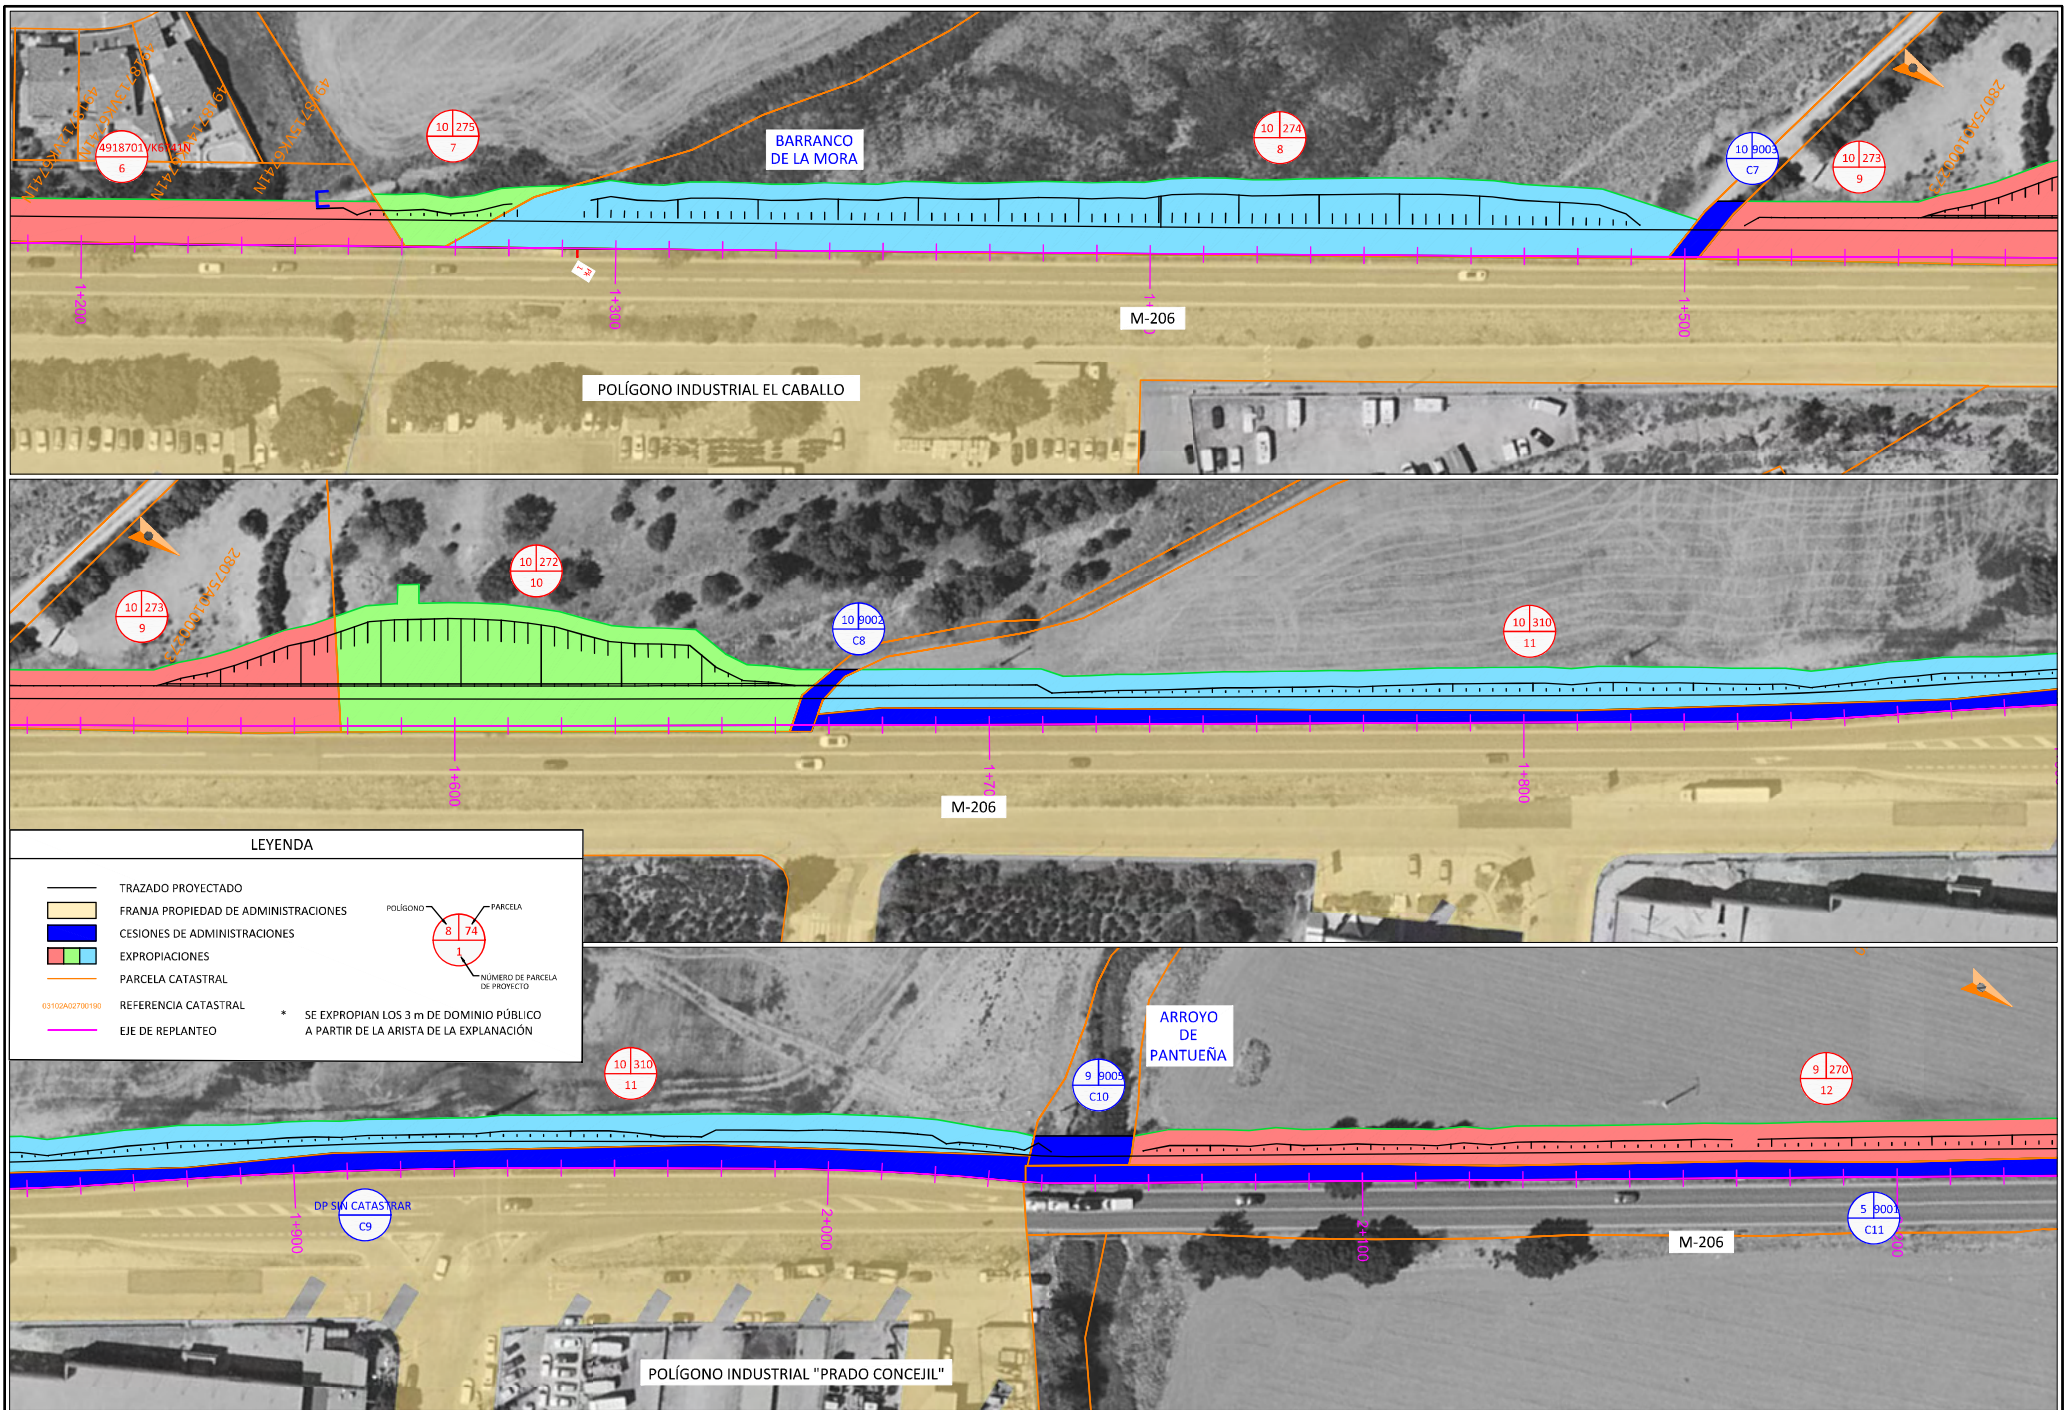 4918701VK6741N
6
10 275
7
BARRANCO
DE LA MORA
10 274
8
10 9003
C7
10 273
9
1+200
PK
1
1+300
M-206
1+500
POLÍGONO INDUSTRIAL EL CABALLO
10 273
9
10 272
10
10 9002
C8
10 310
11
1+600
1+70
1+800
M-206
LEYENDA
TRAZADO PROYECTADO
FRANJA PROPIEDAD DE ADMINISTRACIONES
CESIONES DE ADMINISTRACIONES
EXPROPIACIONES
PARCELA CATASTRAL
03102A02700190 REFERENCIA CATASTRAL
EJE DE REPLANTEO
POLÍGONO
PARCELA
8 74
1
NÚMERO DE PARCELA
DE PROYECTO
* SE EXPROPIAN LOS 3 m DE DOMINIO PÚBLICO
A PARTIR DE LA ARISTA DE LA EXPLANACIÓN
10 310
11
9 9005
C10
ARROYO
DE
PANTUEÑA
9 270
12
DP SIN CATASTRAR
C9
1+900
2+000
2+100
5 9001
C11
M-206
POLÍGONO INDUSTRIAL "PRADO CONCEJIL"